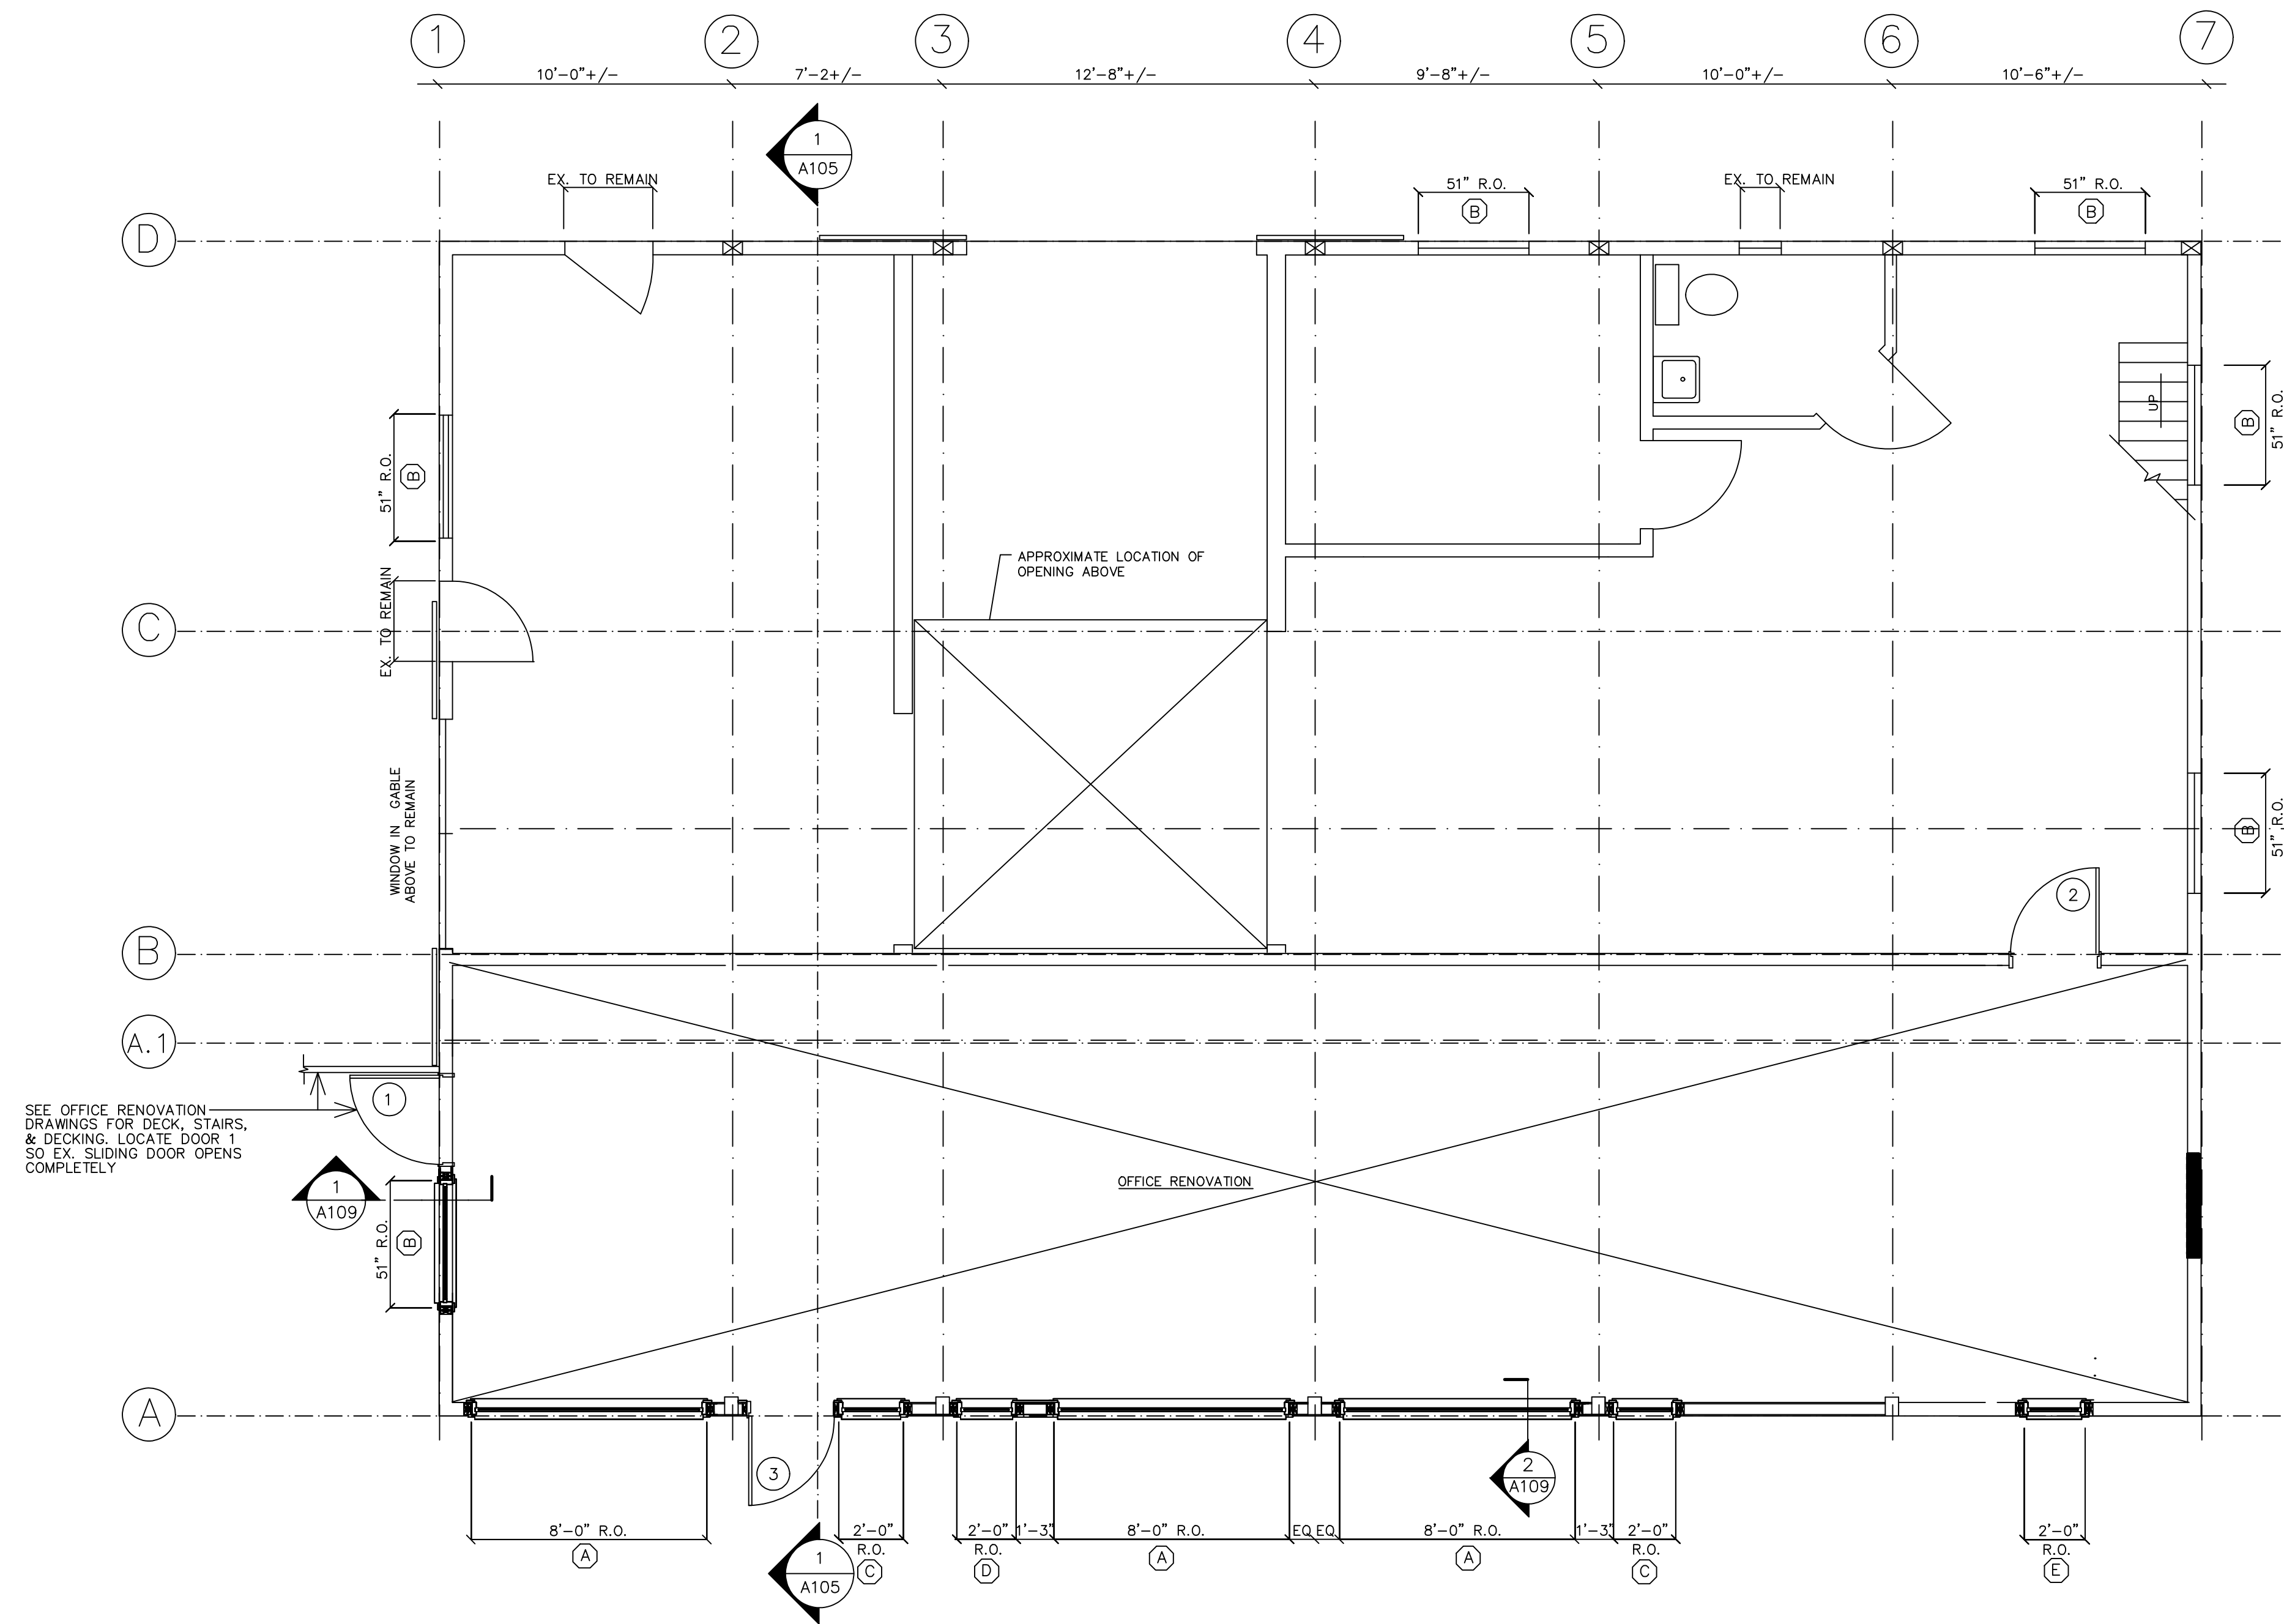 1
2
3
4
5
6
7
10'-0"+/-
7'-2+/-
12'-8"+/-
9'-8"+/-
10'-0"+/-
10'-6"+/-
1
A105
EX. TO REMAIN
51" R.O.
B
EX. TO REMAIN
51" R.O.
B
D
UP
51" R.O.
B
51" R.O.
B
APPROXIMATE LOCATION OF
OPENING ABOVE
EX. TO REMAIN
C
WINDOW IN GABLE
ABOVE TO REMAIN
51" R.O.
B
2
B
A.1
1
SEE OFFICE RENOVATION
DRAWINGS FOR DECK, STAIRS,
& DECKING. LOCATE DOOR 1
SO EX. SLIDING DOOR OPENS
COMPLETELY
1
A109
OFFICE RENOVATION
51" R.O.
B
A
3
2
A109
8'-0" R.O.
A
1
A105
2'-0"
R.O.
C
2'-0"
R.O.
D
1'-3"
8'-0" R.O.
A
EQ EQ
8'-0" R.O.
A
1'-3"
2'-0"
R.O.
C
2'-0"
R.O.
E